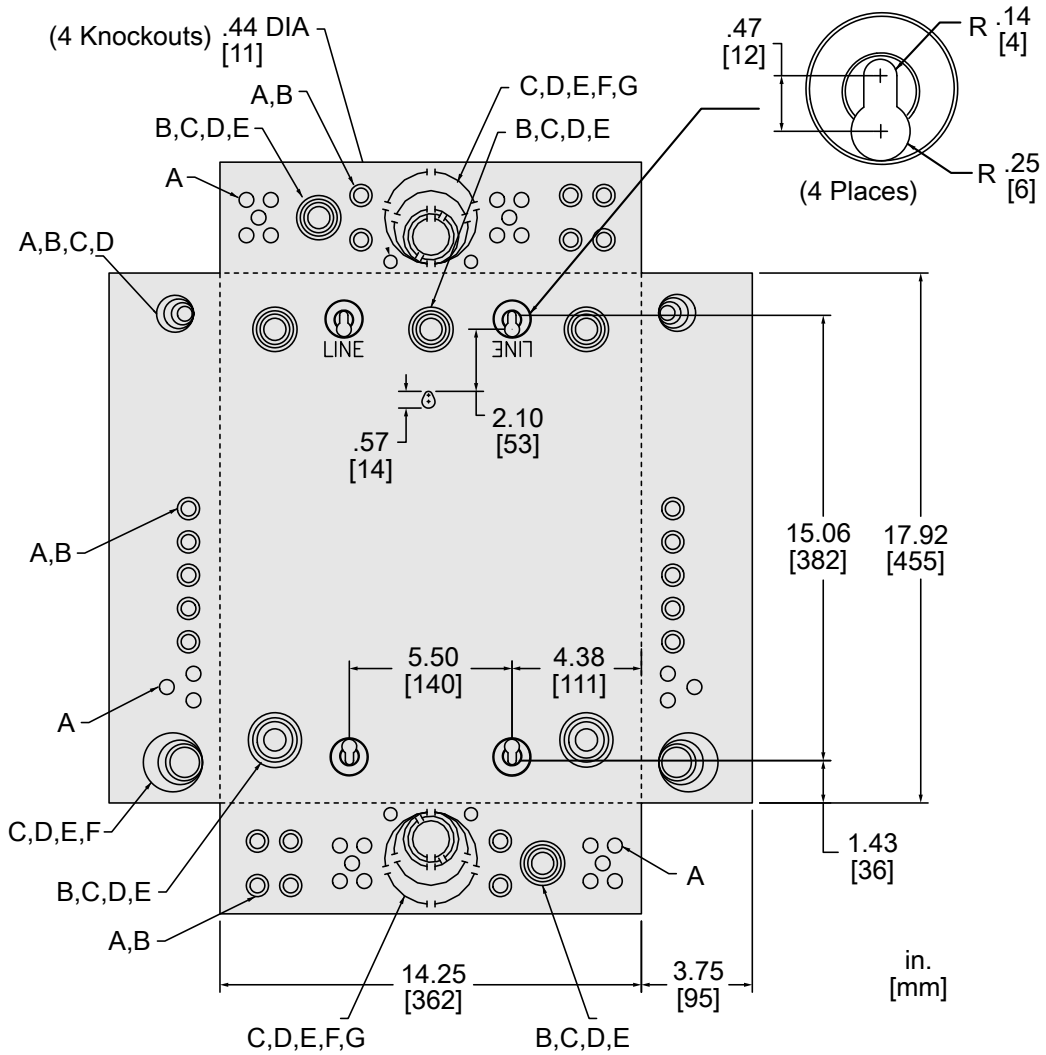 (4 Knockouts) .44 DIA
[11]
A,B
B,C,D,E
A
A,B,C,D
C,D,E,F,G
B,C,D,E
.47
[12]
R .14
[4]
R .25
[6]
(4 Places)
LINE
LINE
.57
[14]
2.10
[53]
15.06
[382]
17.92
[455]
A,B
A
5.50
[140]
4.38
[111]
C,D,E,F
B,C,D,E
A,B
1.43
[36]
A
14.25
[362]
3.75
[95]
in.
[mm]
C,D,E,F,G
B,C,D,E